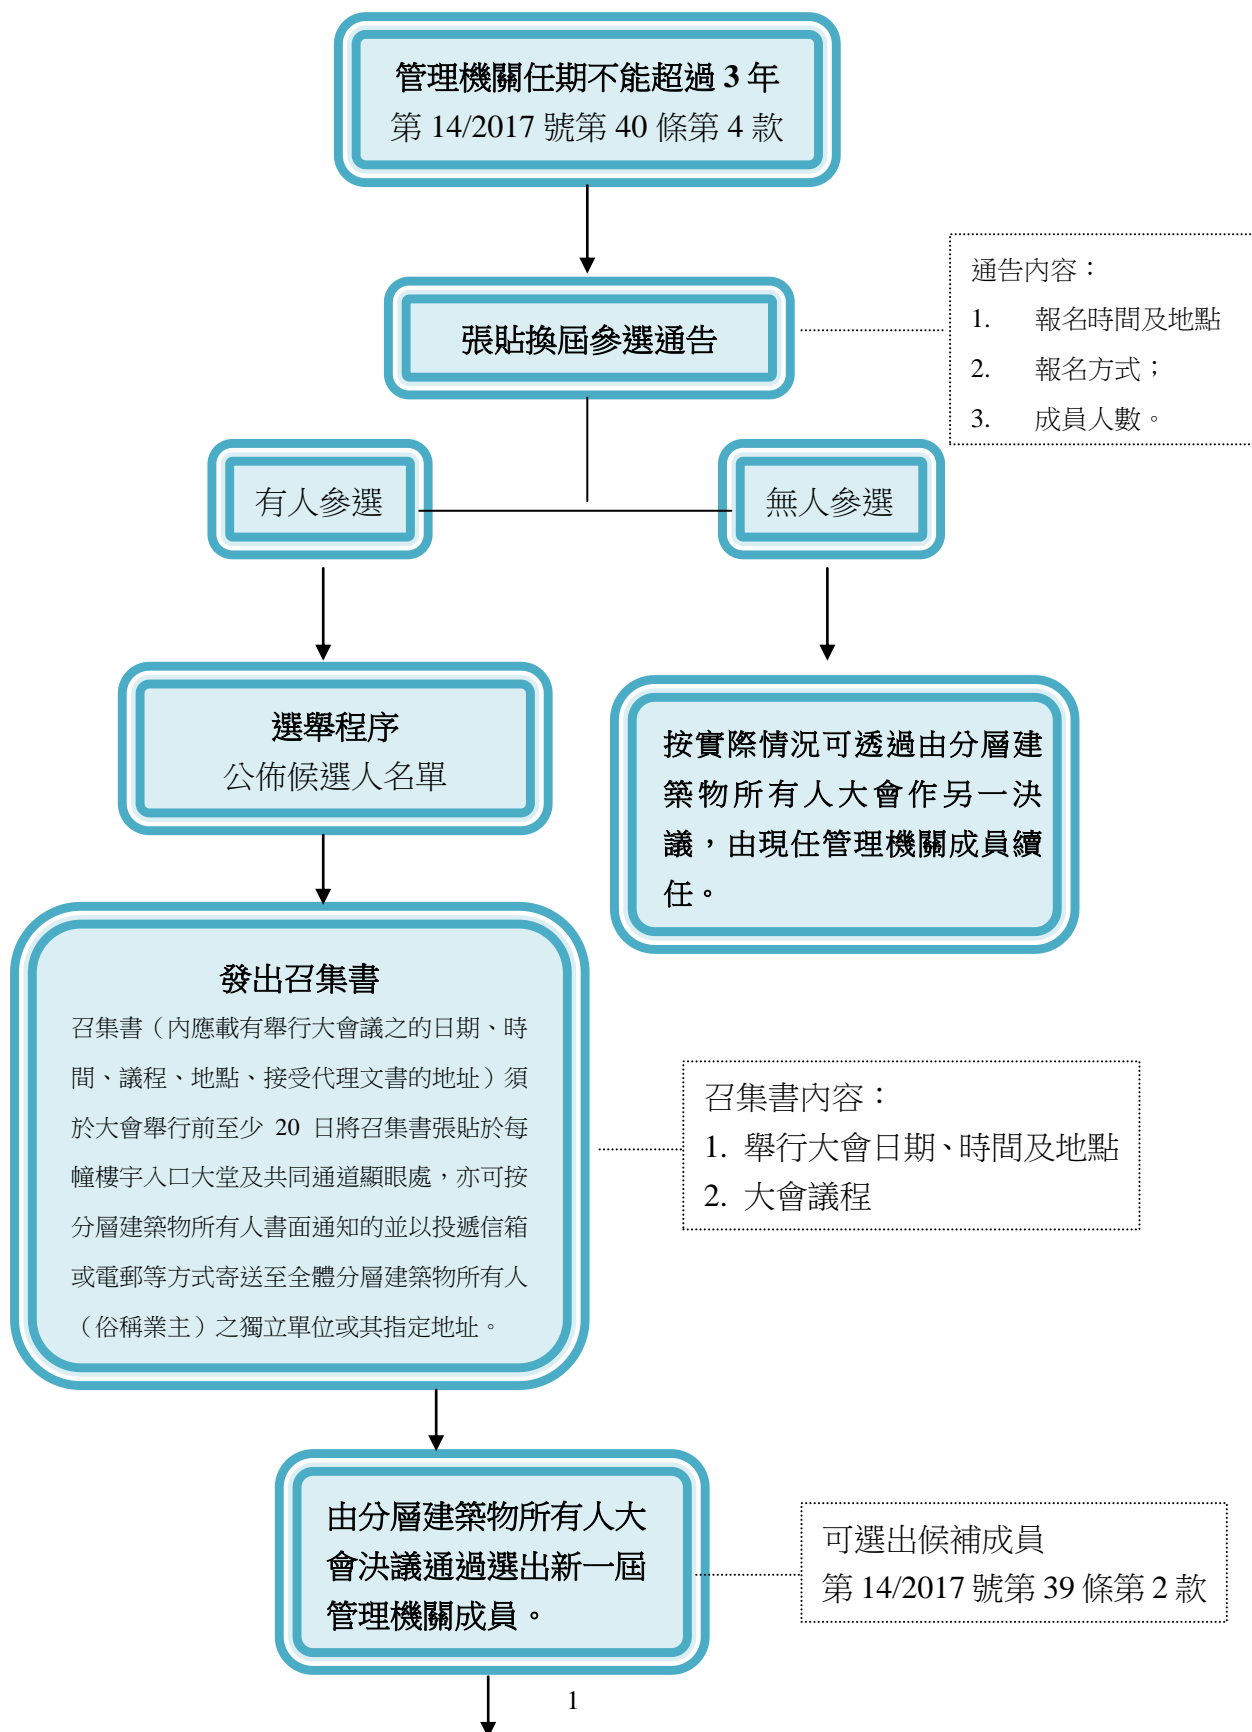 管理機關任期不能超過 3 年
第 14/2017 號第 40 條第 4 款
張貼換屆參選通告
通告內容：
1. 報名時間及地點
2. 報名方式；
3. 成員人數。
有人參選
無人參選
選舉程序
公佈候選人名單
按實際情況可透過由分層建
築物所有人大會作另一決
議，由現任管理機關成員續
任。
發出召集書
召集書（內應載有舉行大會議之的日期、時
間、議程、地點、接受代理文書的地址）須
於大會舉行前至少 20 日將召集書張貼於每
幢樓宇入口大堂及共同通道顯眼處，亦可按
分層建築物所有人書面通知的並以投遞信箱
或電郵等方式寄送至全體分層建築物所有人
（俗稱業主）之獨立單位或其指定地址。
召集書內容：
1. 舉行大會日期、時間及地點
2. 大會議程
由分層建築物所有人大
會決議通過選出新一屆
管理機關成員。
可選出候補成員
第 14/2017 號第 39 條第 2 款
1